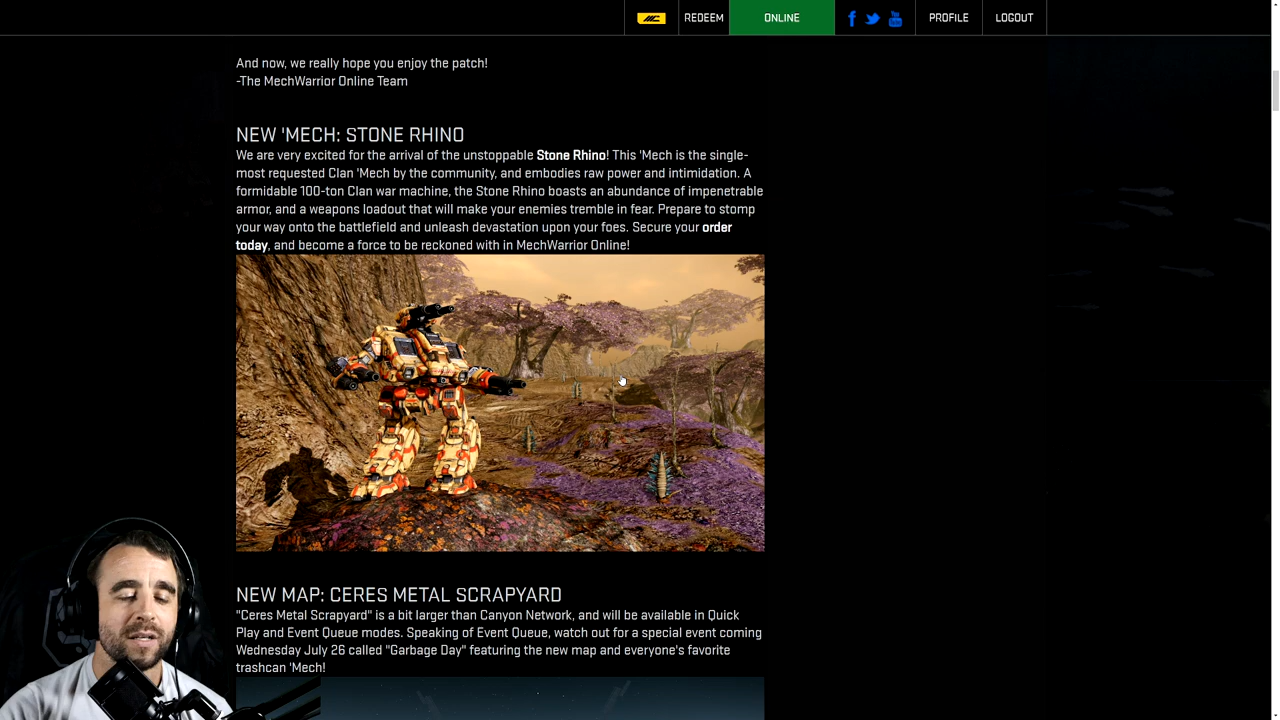 REDEEM
ONLINE
PROFILE
LOGOUT
And now, we really hope you enjoy the patch!
-The MechWarrior Online Team
NEW 'MECH: STONE RHINO
We are very excited for the arrival of the unstoppable Stone Rhino! This 'Mech is the single-
most requested Clan 'Mech by the community, and embodies raw power and intimidation. A
formidable 100-ton Clan war machine, the Stone Rhino boasts an abundance of impenetrable
armor, and a weapons loadout that will make your enemies tremble in fear. Prepare to stomp
your way onto the battlefield and unleash devastation upon your foes. Secure your order
today, and become a force to be reckoned with in MechWarrior Online!
NEW MAP: CERES METAL SCRAPYARD
"Ceres Metal Scrapyard" is a bit larger than Canyon Network, and will be available in Quick
Play and Event Queue modes. Speaking of Event Queue, watch out for a special event coming
Wednesday July 26 called "Garbage Day" featuring the new map and everyone's favorite
trashcan 'Mech!